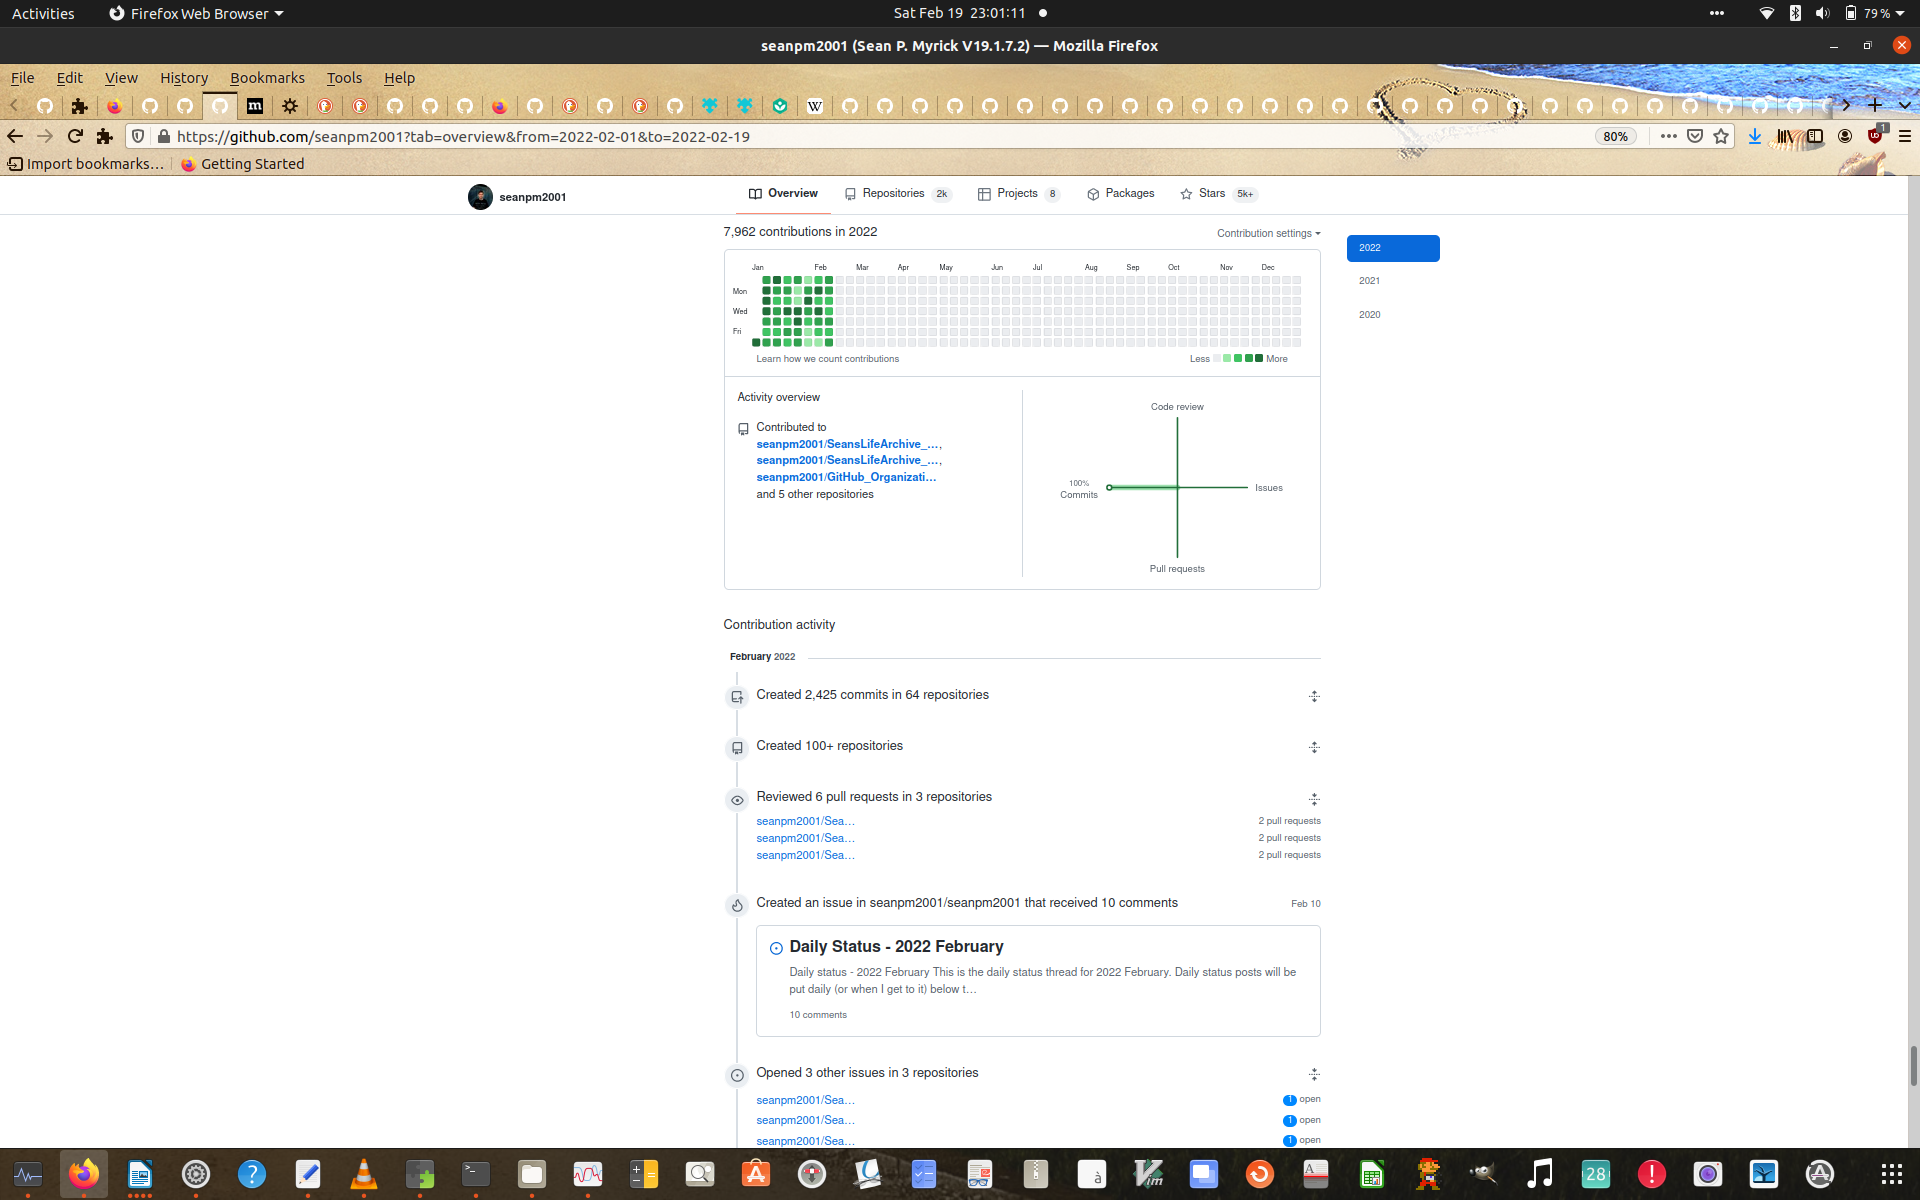 Activities
Firefox Web Browser
Sat Feb 19 23:01:11
79 %
seanpm2001 (Sean P. Myrick V19.1.7.2) — Mozilla Firefox
File Edit View History Bookmarks Tools Help
m
W
https://github.com/seanpm2001?tab=overview&from=2022-02-01&to=2022-02-19
80%
1
Import bookmarks...
Getting Started
seanpm2001
Overview
Repositories 2k
Projects 8
Packages
Stars 5k+
7,962 contributions in 2022
Contribution settings
2022
2021
2020
Jan Feb Mar Apr May Jun Jul Aug Sep Oct Nov Dec
Mon
Wed
Fri
Learn how we count contributions
Less
More
Activity overview
Contributed to
seanpm2001/SeansLifeArchive_...,
seanpm2001/SeansLifeArchive_...,
seanpm2001/GitHub_Organizati...
and 5 other repositories
Code review
100%
Commits
Issues
Pull requests
Contribution activity
February 2022
Created 2,425 commits in 64 repositories
Created 100+ repositories
Reviewed 6 pull requests in 3 repositories
seanpm2001/Sea... 2 pull requests
seanpm2001/Sea... 2 pull requests
seanpm2001/Sea... 2 pull requests
Created an issue in seanpm2001/seanpm2001 that received 10 comments
Feb 10
Daily Status - 2022 February
Daily status - 2022 February This is the daily status thread for 2022 February. Daily status posts will be
put daily (or when I get to it) below t...
10 comments
Opened 3 other issues in 3 repositories
seanpm2001/Sea... 1 open
seanpm2001/Sea... 1 open
seanpm2001/Sea... 1 open
28